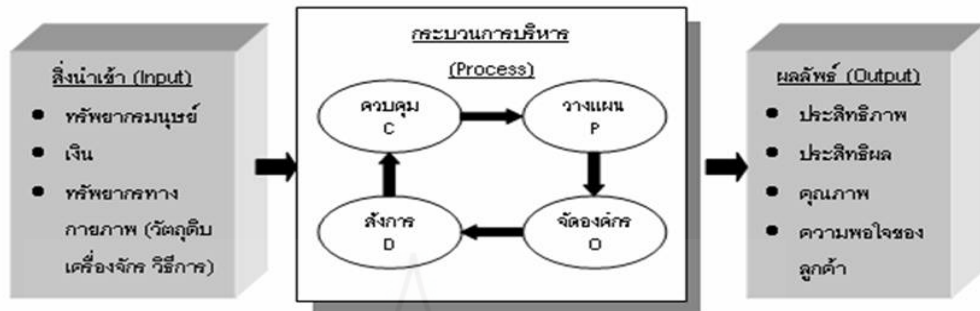 สิ่งนำเข้า (Input)
ทรัพยากรมนุษย์
เงิน
ทรัพยากรทาง
กายภาพ (วัตถุดิบ
เครื่องจักร วิธีการ)
กระบวนการบริหาร
(Process)
ควบคุม
C
วางแผน
P
สั่งการ
D
จัดองค์กร
O
ผลลัพธ์ (Output)
ประสิทธิภาพ
ประสิทธิผล
คุณภาพ
ความพอใจของ
ลูกค้า